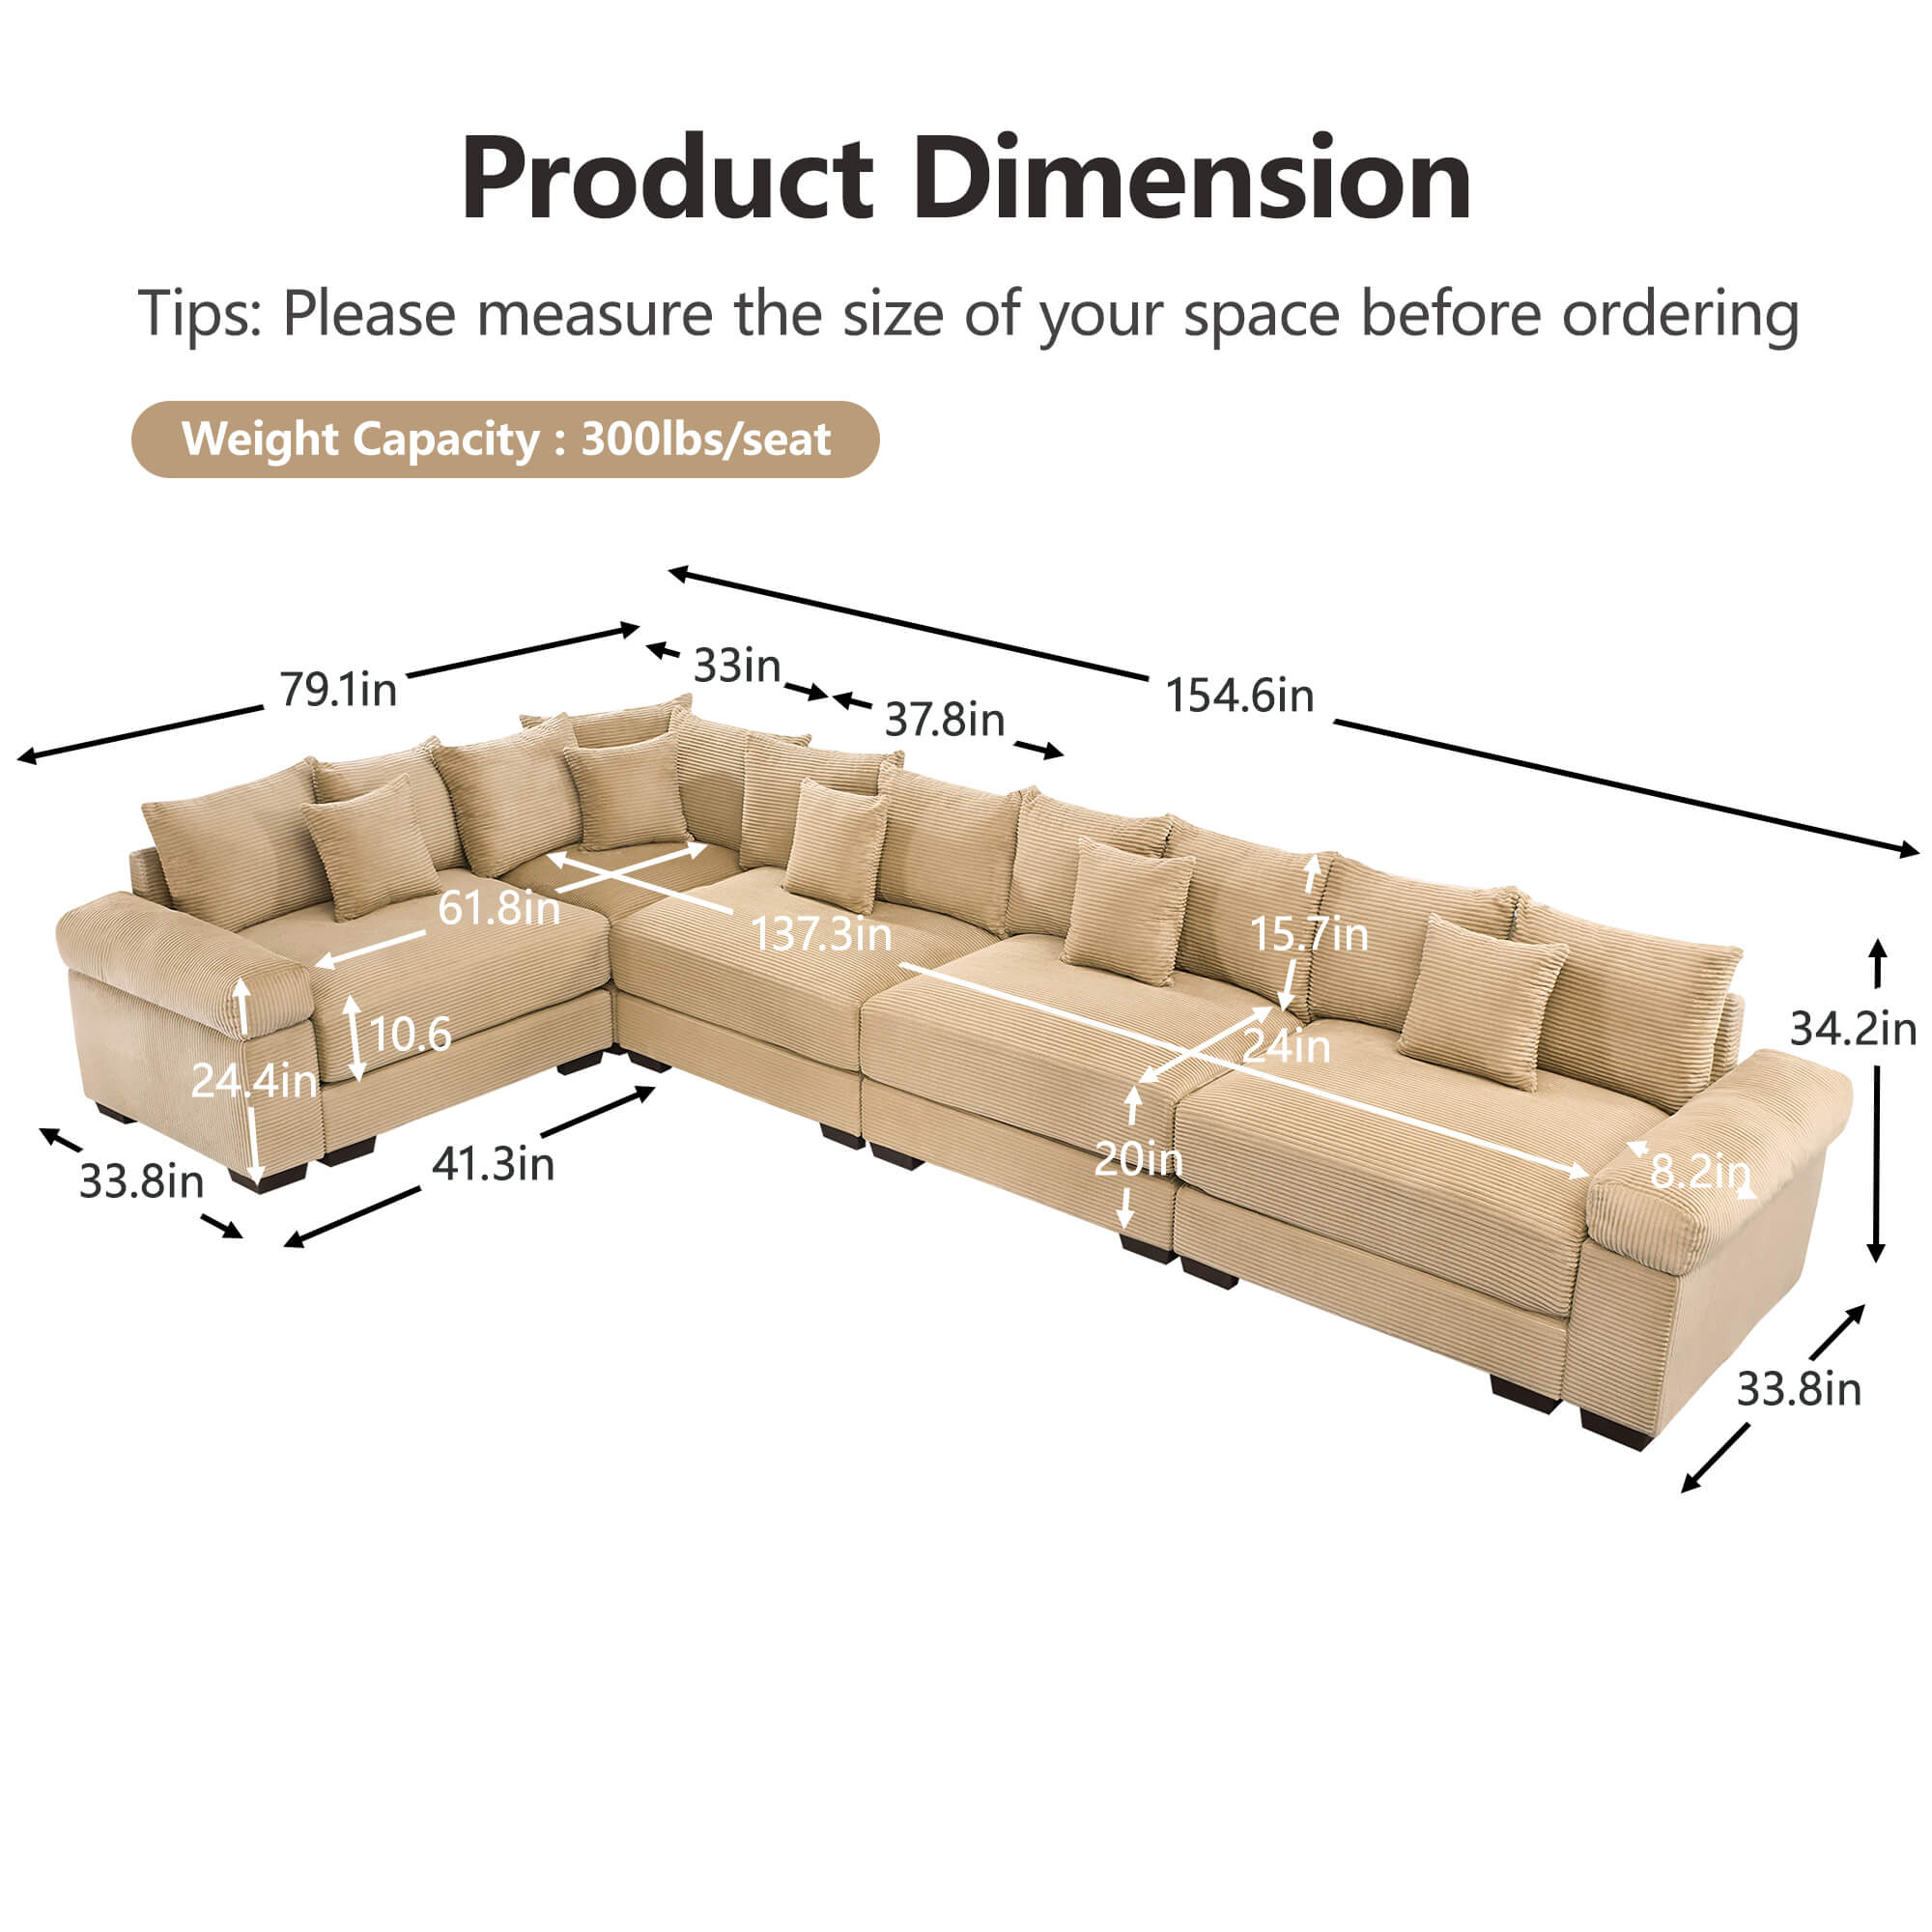 Product Dimension
Tips: Please measure the size of your space before ordering
Weight Capacity : 300lbs/seat
79.1in
33in
37.8in
154.6in
61.8in
137.3in
15.7in
10.6
24.4in
24in
34.2in
20in
8.2in
33.8in
41.3in
33.8in